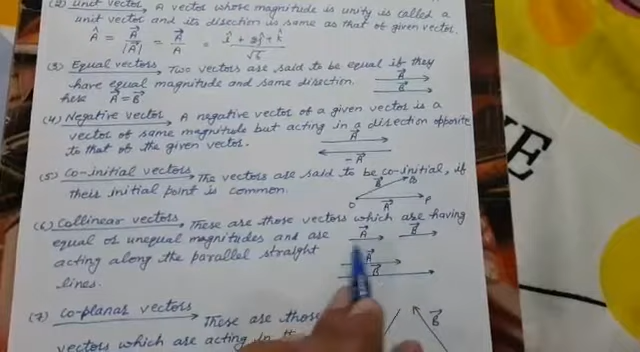 (2) Unit vector → A vector whose magnitude is unity is called a
unit vector and its direction is same as that of given vector.
Â = A⃗ / |A⃗| = A⃗ / A = î + 2ĵ + k̂ / √6
(3) Equal vectors → Two vectors are said to be equal if they
have equal magnitude and same direction. A⃗
here A⃗ = B⃗ B⃗
(4) Negative vector → A negative vector of a given vector is a
vector of same magnitude but acting in a direction opposite
to that of the given vector. A⃗
-A⃗
(5) Co-initial vectors → The vectors are said to be co-initial, if
their initial point is common. O A⃗ P B⃗ B
(6) Collinear vectors → These are those vectors which are having
equal or unequal magnitudes and are A⃗ B⃗
acting along the parallel straight A⃗
lines. B⃗
(7) Co-planar vectors → These are those
vectors which are acting in the B⃗
VE